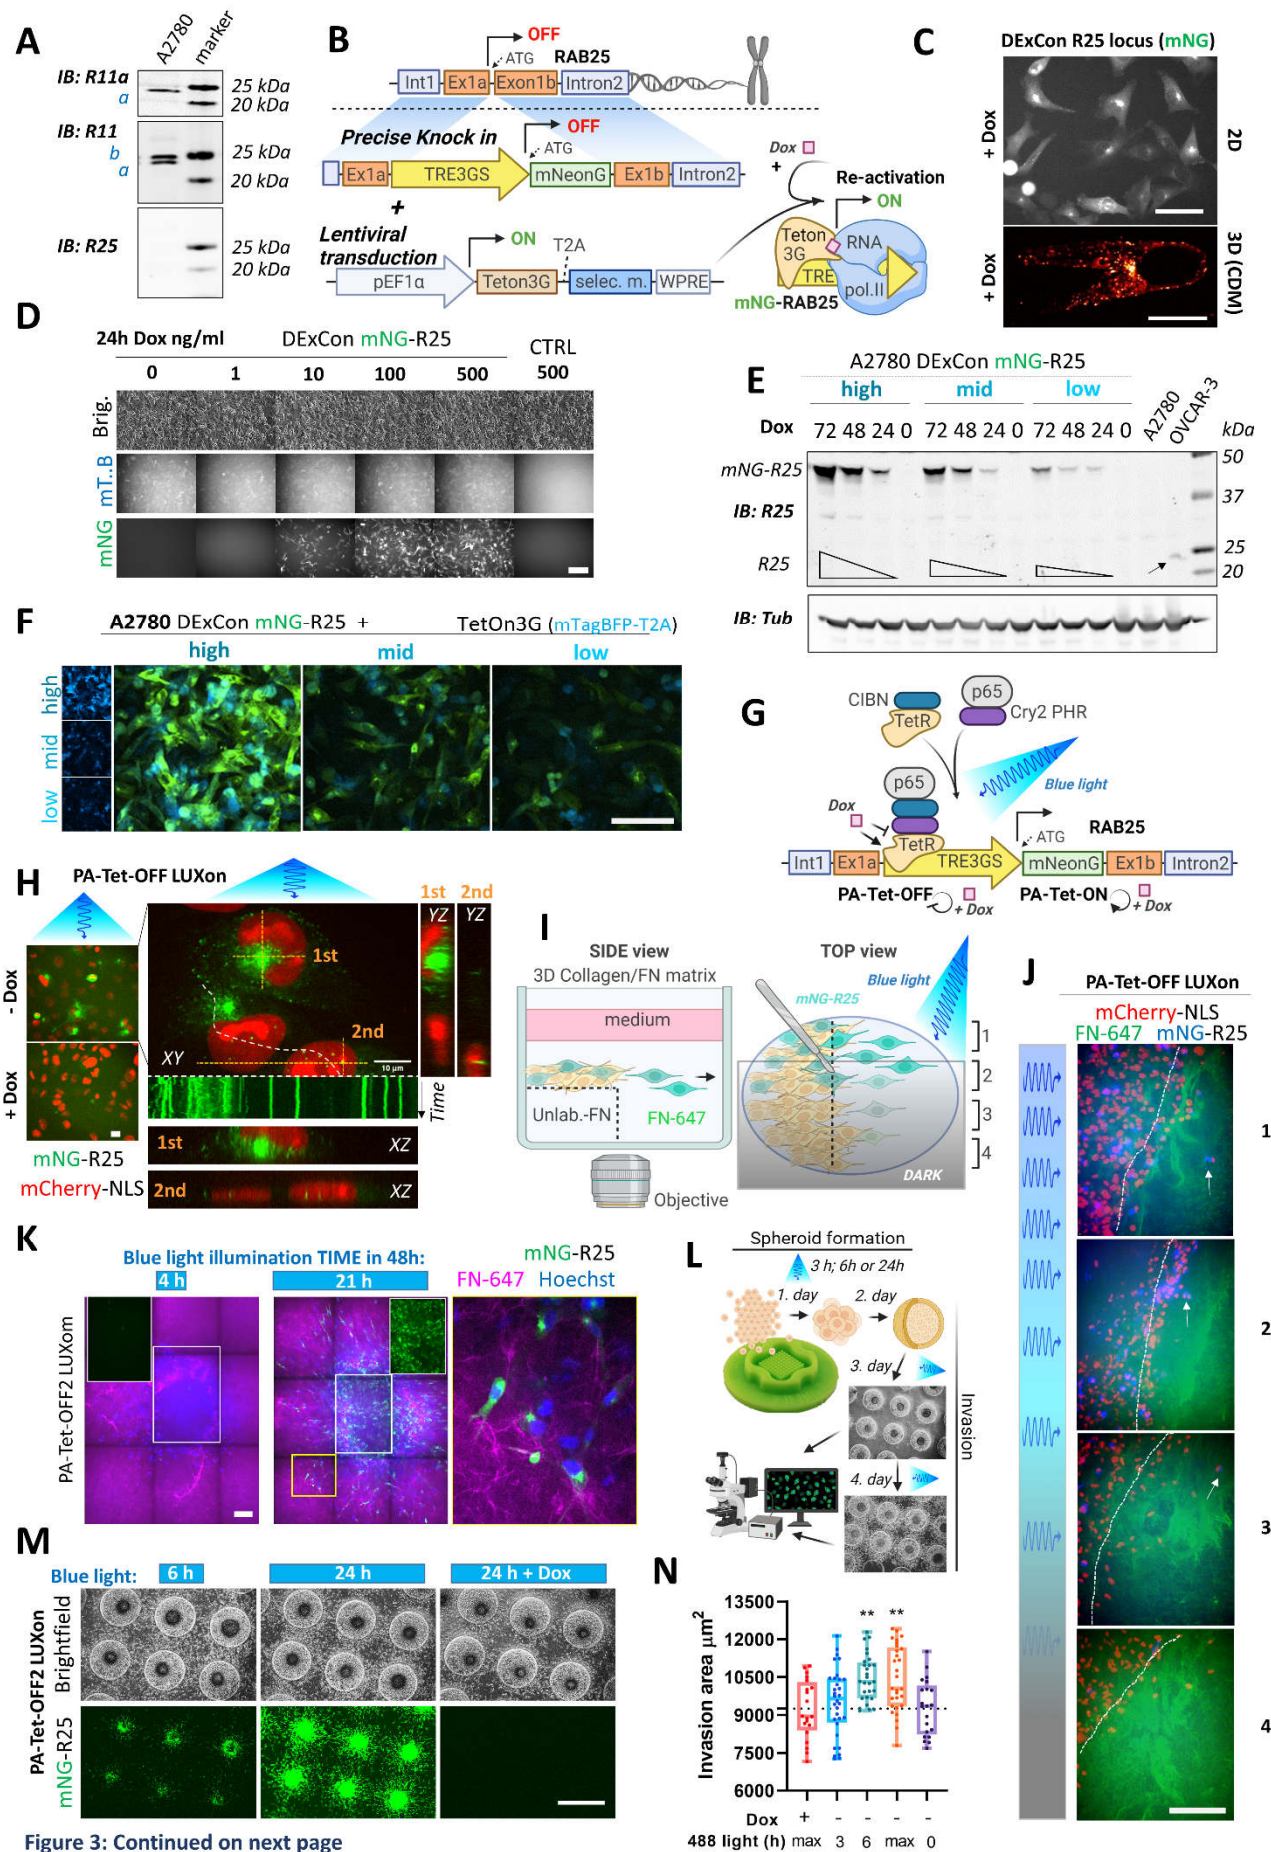 A
A2780
marker
IB: R11a
a
25 kDa
20 kDa
IB: R11
b
a
25 kDa
20 kDa
IB: R25
25 kDa
20 kDa
B
OFF
ATG
RAB25
Int1
Ex1a
Exon1b
Intron2
Precise Knock in
OFF
ATG
Ex1a
TRE3GS
mNeonG
Ex1b
Intron2
+
Lentiviral
transduction
ON
T2A
pEF1α
Teton3G
selec. m.
WPRE
Dox
+
Re-activation
ON
Teton
3G
RNA
TRE
pol.II
mNG-RAB25
C
DExCon R25 locus (mNG)
+ Dox
2D
+ Dox
3D (CDM)
D
24h Dox ng/ml
DExCon mNG-R25
CTRL
0 1 10 100 500 500
Brig.
mT..B
mNG
E
A2780 DExCon mNG-R25
high mid low
A2780
OVCAR-3
Dox 72 48 24 0 72 48 24 0 72 48 24 0
kDa
mNG-R25
50
37
IB: R25
25
R25
20
IB: Tub
F
A2780 DExCon mNG-R25 + TetOn3G (mTagBFP-T2A)
high mid low
high
mid
low
G
CIBN
TetR
p65
Cry2 PHR
p65
Blue light
Dox
TetR
ATG
RAB25
Int1
Ex1a
TRE3GS
mNeonG
Ex1b
Intron2
PA-Tet-OFF
+ Dox
PA-Tet-ON
+ Dox
H
PA-Tet-OFF LUXon
1st 2nd
YZ YZ
- Dox
+ Dox
1st
2nd
XY
10 µm
Time
1st
XZ
2nd
XZ
mNG-R25
mCherry-NLS
I
SIDE view
3D Collagen/FN matrix
medium
Unlab.-FN
FN-647
Objective
TOP view
Blue light
mNG-R25
1
2
3
4
DARK
J
PA-Tet-OFF LUXon
mCherry-NLS
FN-647 mNG-R25
1
2
3
4
K
Blue light illumination TIME in 48h:
4 h
21 h
mNG-R25
FN-647 Hoechst
PA-Tet-OFF2 LUXom
L
Spheroid formation
3 h; 6h or 24h
1. day
2. day
3. day
4. day
Invasion
M
Blue light:
6 h
24 h
24 h + Dox
PA-Tet-OFF2 LUXon
Brightfield
mNG-R25
N
Invasion area µm2
13500
12000
10500
9000
7500
6000
** **
Dox + - - - -
488 light (h) max 3 6 max 0
Figure 3: Continued on next page